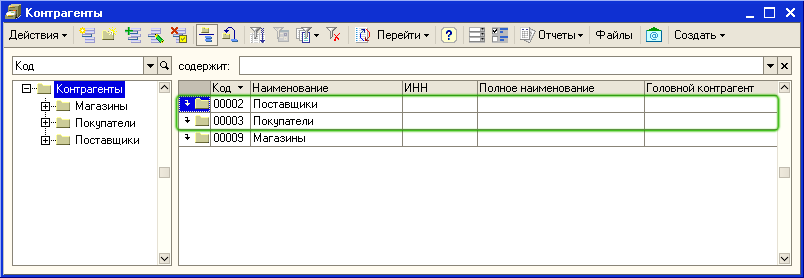 Контрагенты
Действия Перейти ? Отчеты Файлы Создать
Код содержит:
Контрагенты
Магазины
Покупатели
Поставщики
Код Наименование ИНН Полное наименование Головной контрагент
00002 Поставщики
00003 Покупатели
00009 Магазины